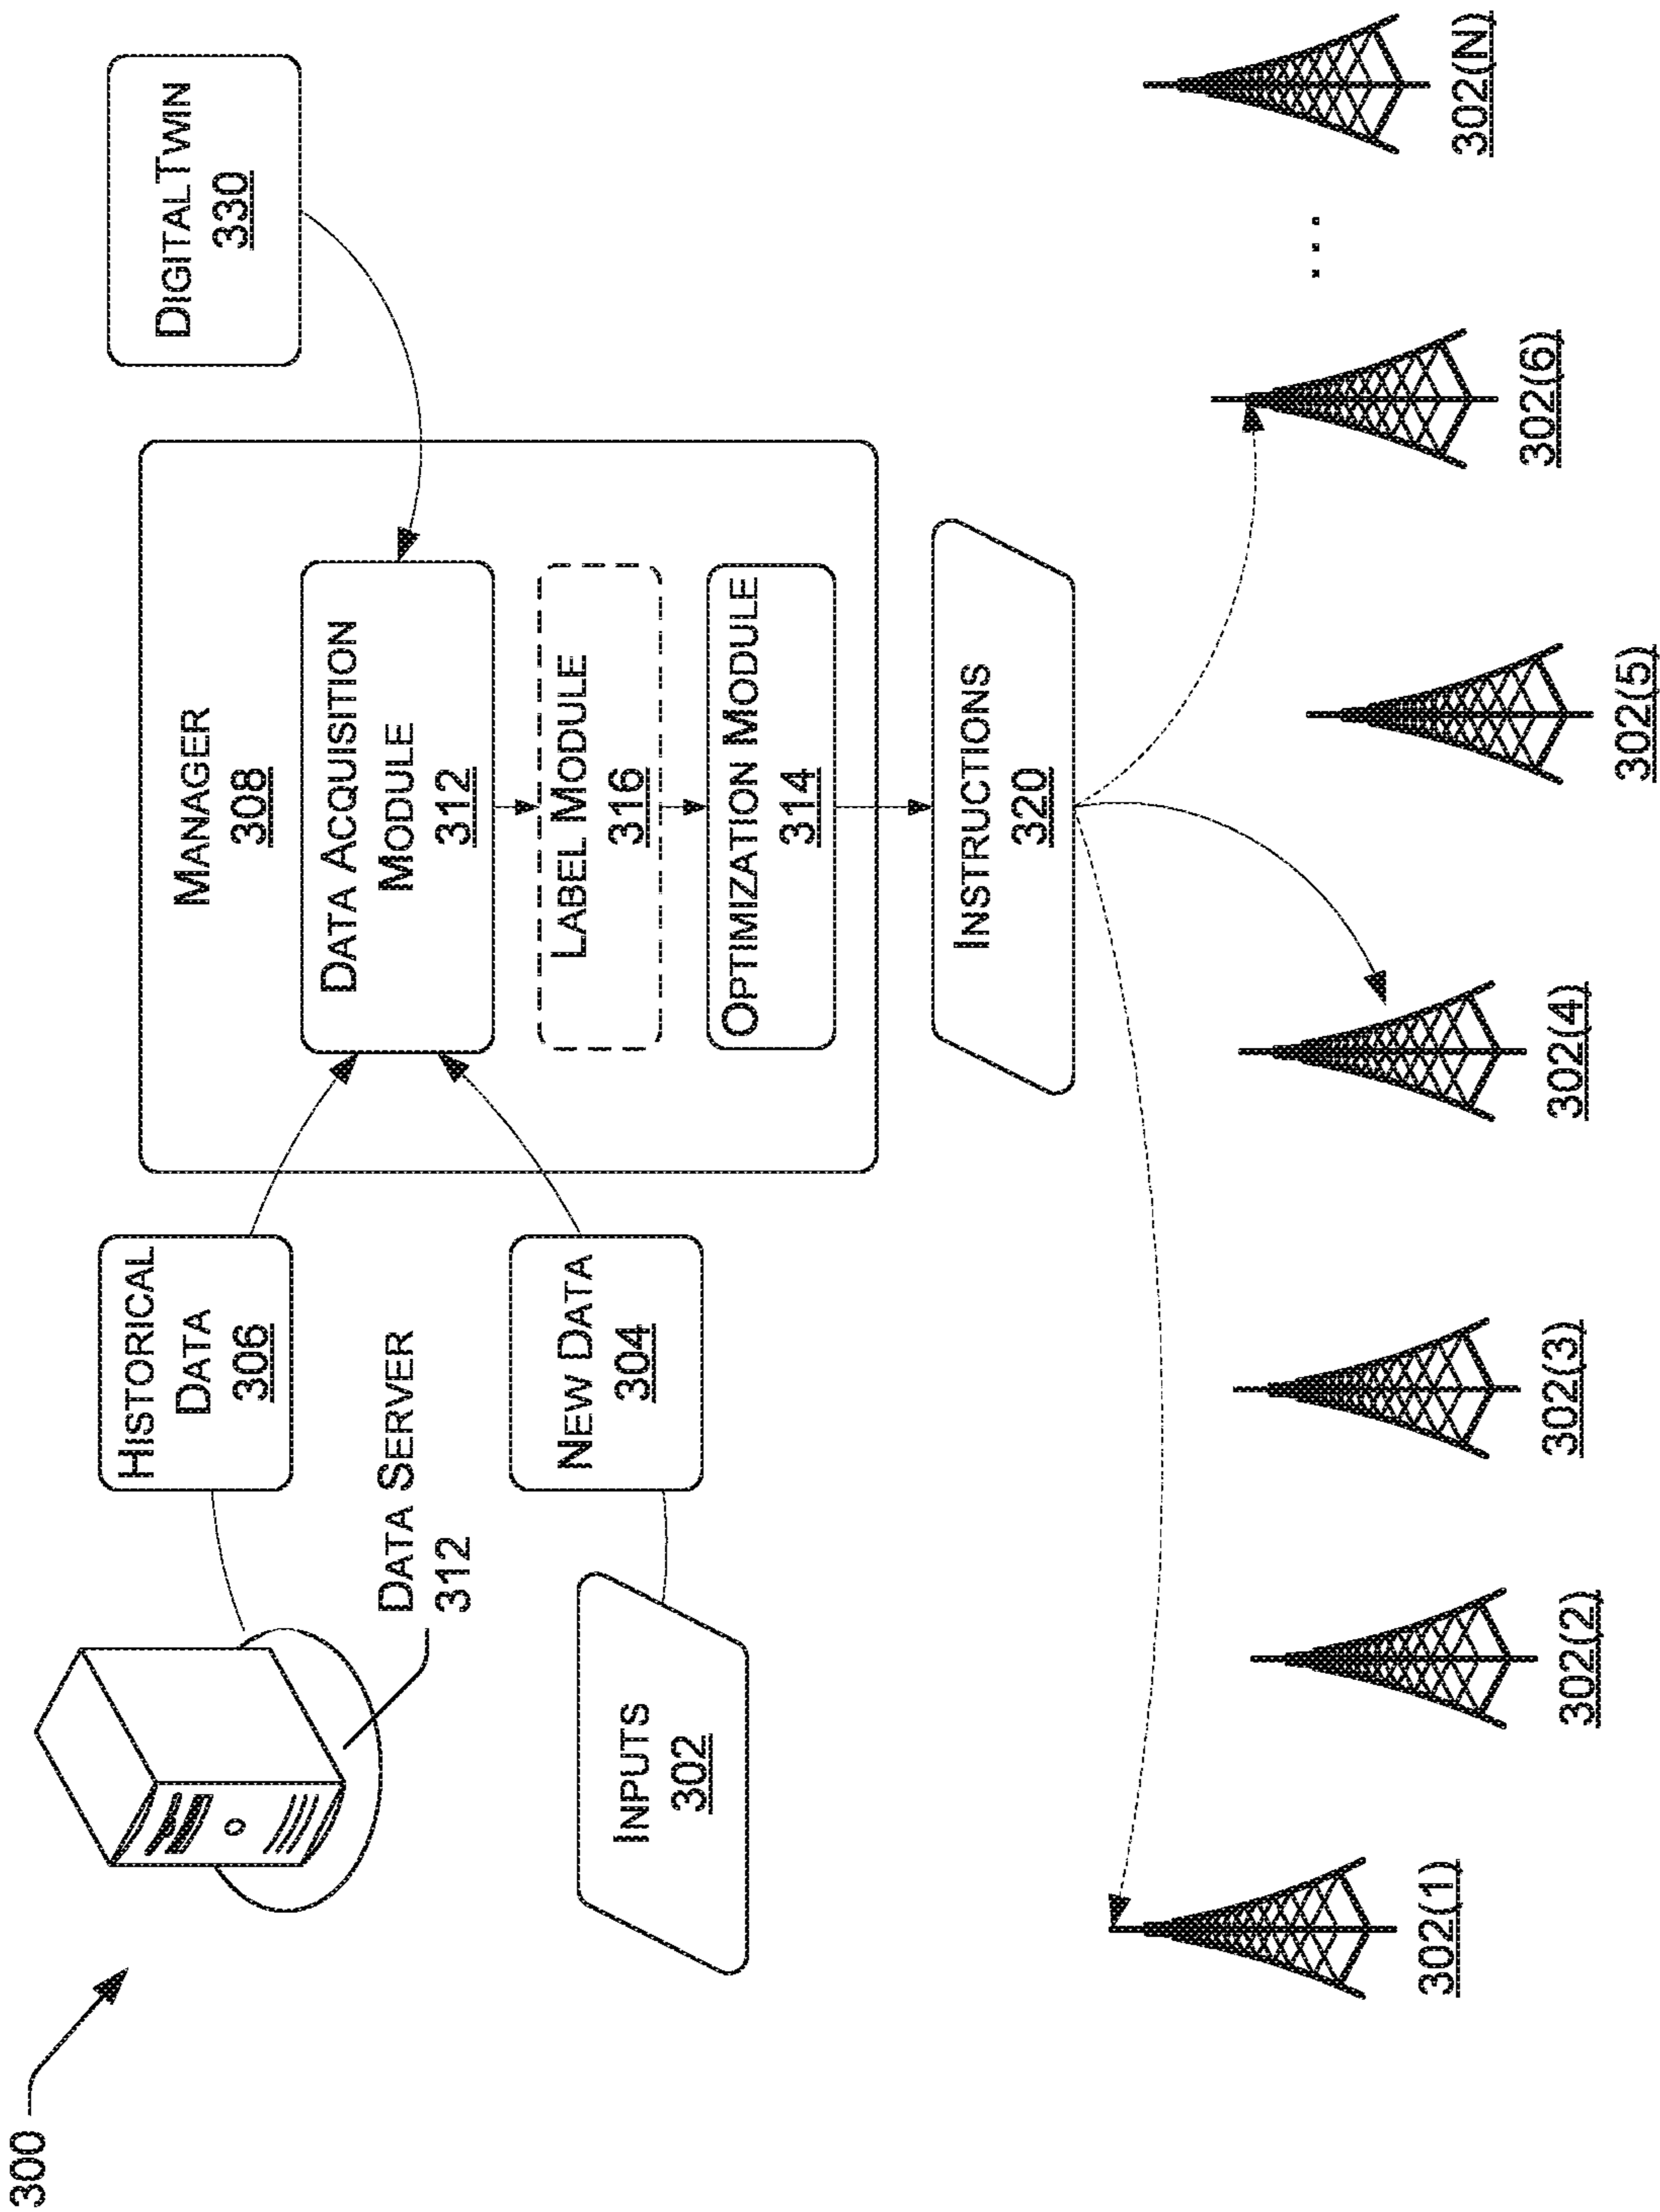 300
DATA SERVER
312
HISTORICAL
DATA
306
INPUTS
302
NEW DATA
304
MANAGER
308
DATA ACQUISITION
MODULE
312
LABEL MODULE
316
OPTIMIZATION MODULE
314
DIGITAL TWIN
330
INSTRUCTIONS
320
302(1)
302(2)
302(3)
302(4)
302(5)
302(6)
...
302(N)